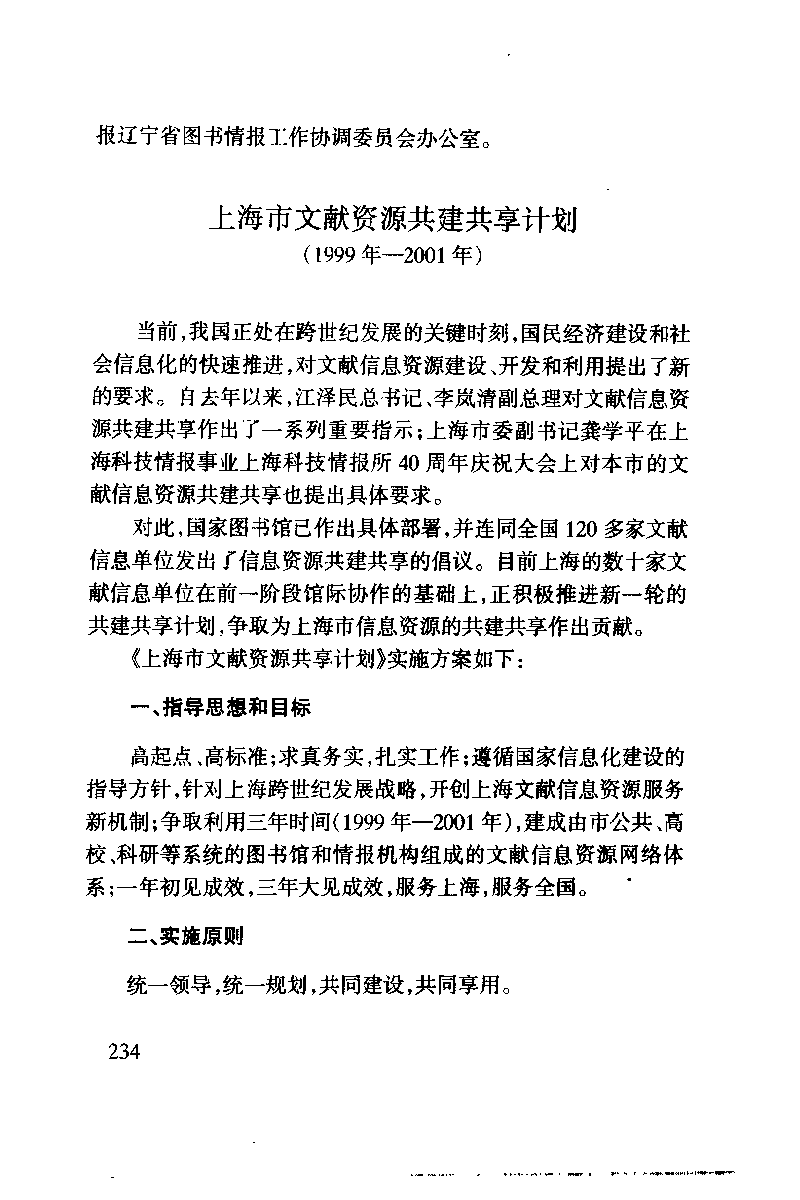 报辽宁省图书情报工作协调委员会办公室。
上海市文献资源共建共享计划
(1999 年—2001 年)
当前,我国正处在跨世纪发展的关键时刻,国民经济建设和社
会信息化的快速推进,对文献信息资源建设、开发和利用提出了新
的要求。自去年以来,江泽民总书记、李岚清副总理对文献信息资
源共建共享作出了一系列重要指示;上海市委副书记龚学平在上
海科技情报事业上海科技情报所 40 周年庆祝大会上对本市的文
献信息资源共建共享也提出具体要求。
对此,国家图书馆已作出具体部署,并连同全国 120 多家文献
信息单位发出了信息资源共建共享的倡议。目前上海的数十家文
献信息单位在前一阶段馆际协作的基础上,正积极推进新一轮的
共建共享计划,争取为上海市信息资源的共建共享作出贡献。
《上海市文献资源共享计划》实施方案如下:
一、指导思想和目标
高起点、高标准;求真务实,扎实工作;遵循国家信息化建设的
指导方针,针对上海跨世纪发展战略,开创上海文献信息资源服务
新机制;争取利用三年时间(1999 年—2001 年),建成由市公共、高
校、科研等系统的图书馆和情报机构组成的文献信息资源网络体
系;一年初见成效,三年大见成效,服务上海,服务全国。
二、实施原则
统一领导,统一规划,共同建设,共同享用。
234